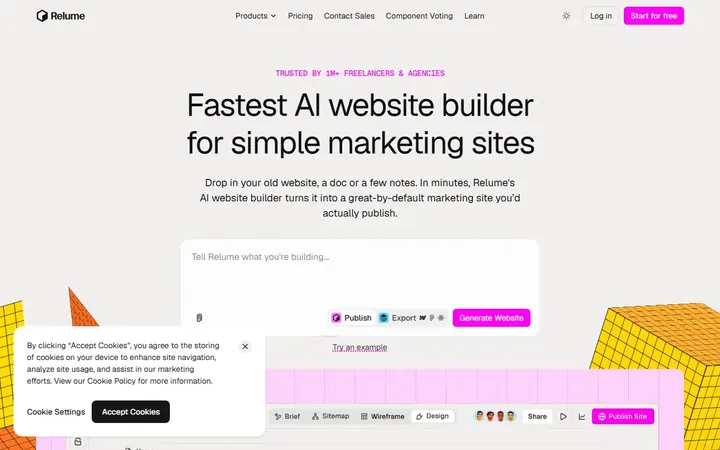 Relume
Products
Pricing
Contact Sales
Component Voting
Learn
Log in
Start for free
TRUSTED BY 1M+ FREELANCERS & AGENCIES
Fastest AI website builder
for simple marketing sites
Drop in your old website, a doc or a few notes. In minutes, Relume's
AI website builder turns it into a great-by-default marketing site you'd
actually publish.
Tell Relume what you're building...
Publish
Export
Generate Website
Try an example
By clicking "Accept Cookies", you agree to the storing
of cookies on your device to enhance site navigation,
analyze site usage, and assist in our marketing
efforts. View our Cookie Policy for more information.
Cookie Settings
Accept Cookies
Brief
Sitemap
Wireframe
Design
Share
Publish Site